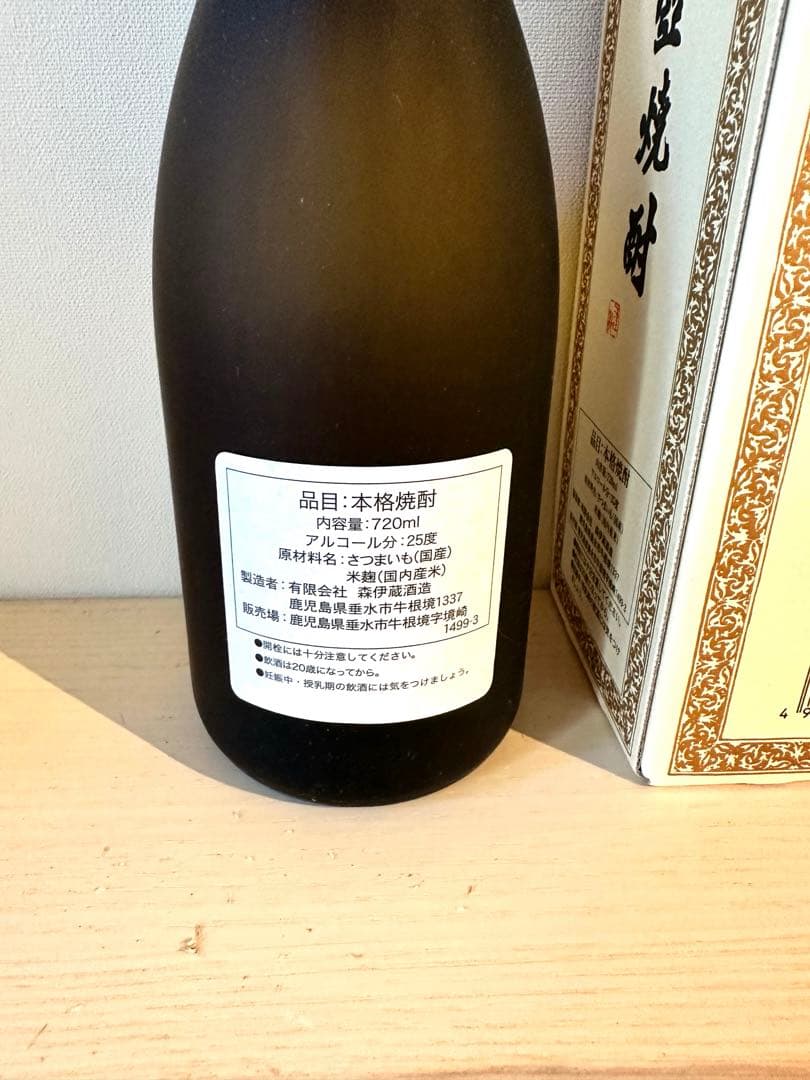 品目:本格焼酎
内容量:720ml
アルコール分:25度
原材料名:さつまいも(国産)
米麹(国内産米)
製造者:有限会社 森伊蔵酒造
鹿児島県垂水市牛根境1337
販売場:鹿児島県垂水市牛根境字境崎
1499-3
●開栓には十分注意してください。
●飲酒は20歳になってから。
●妊娠中・授乳期の飲酒には気をつけましょう。
焼酎
品目:本格焼酎
4